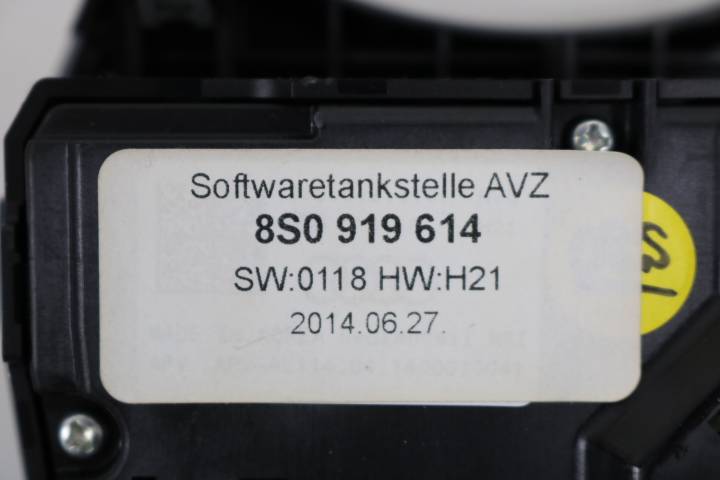 Softwaretankstelle AVZ
8S0 919 614
SW:0118 HW:H21
2014.06.27.